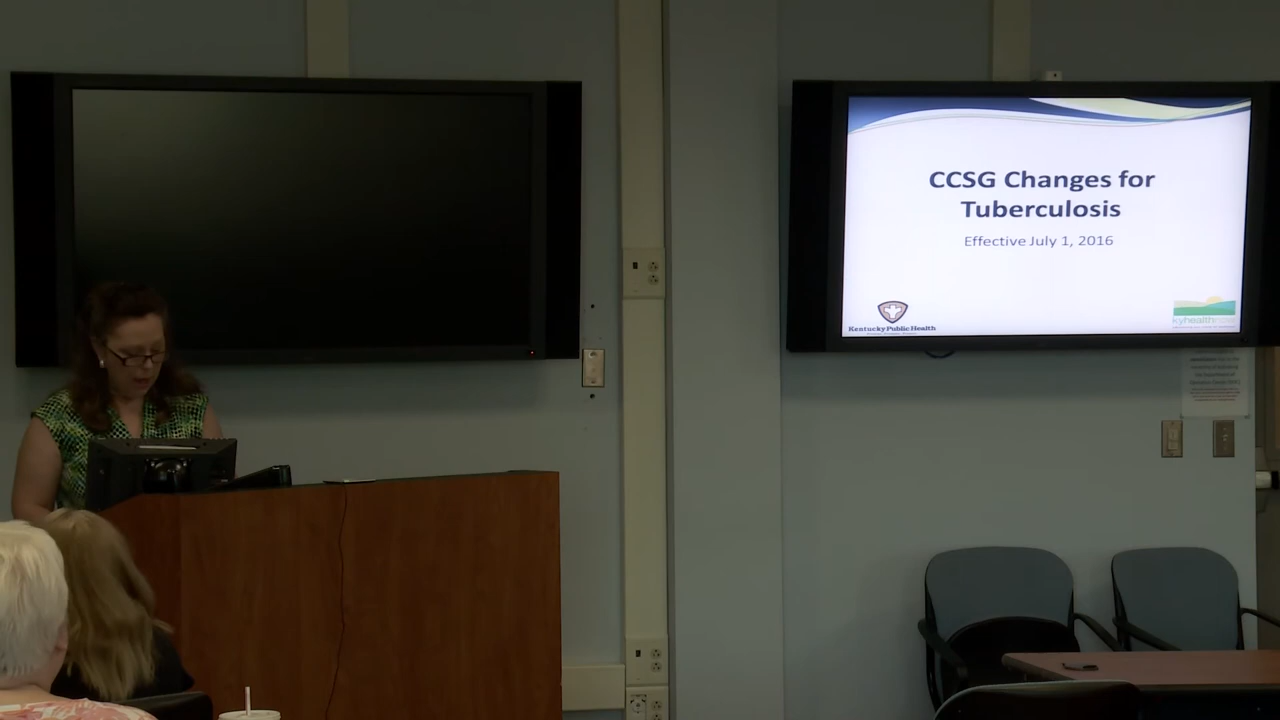 CCSG Changes for
Tuberculosis
Effective July 1, 2016
Kentucky Public Health
kyhealthnow